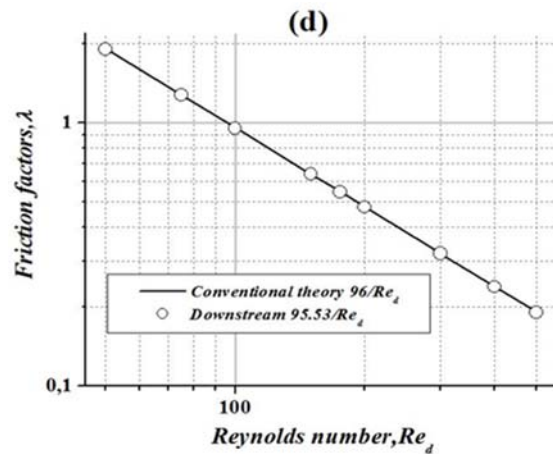 (d)
1
Friction factors,λ
Conventional theory 96/Re_d
Downstream 95.53/Re_d
0,1
100
Reynolds number,Re_d